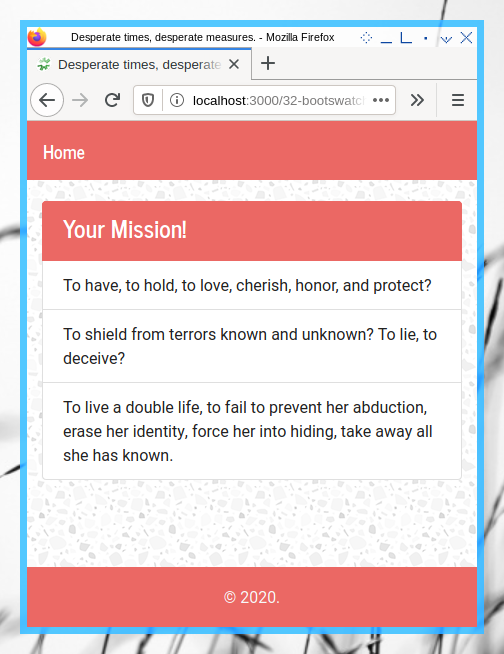 Desperate times, desperate measures. - Mozilla Firefox
Desperate times, desperate
localhost:3000/32-bootswatc
Home
Your Mission!
To have, to hold, to love, cherish, honor, and protect?
To shield from terrors known and unknown? To lie, to
deceive?
To live a double life, to fail to prevent her abduction,
erase her identity, force her into hiding, take away all
she has known.
© 2020.